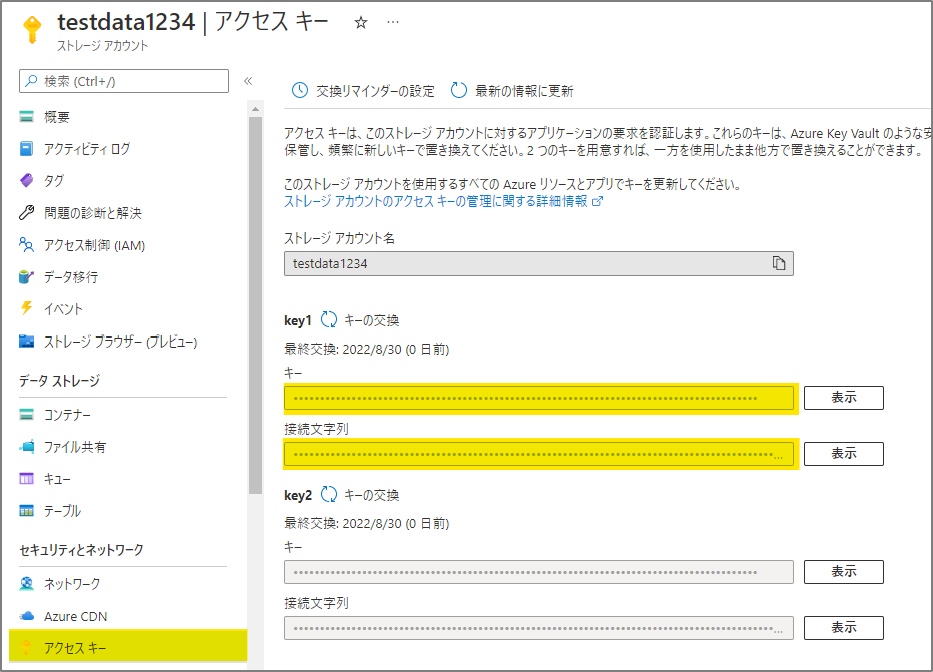 testdata1234 | アクセス キー ☆ …
ストレージ アカウント
検索 (Ctrl+/)
«
概要
アクティビティ ログ
タグ
問題の診断と解決
アクセス制御 (IAM)
データ移行
イベント
ストレージ ブラウザー (プレビュー)
データ ストレージ
コンテナー
ファイル共有
キュー
テーブル
セキュリティとネットワーク
ネットワーク
Azure CDN
アクセス キー
交換リマインダーの設定 最新の情報に更新
アクセス キーは、このストレージ アカウントに対するアプリケーションの要求を認証します。これらのキーは、Azure Key Vault のような安
保管し、頻繁に新しいキーで置き換えてください。2 つのキーを用意すれば、一方を使用したまま他方で置き換えることができます。
このストレージ アカウントを使用するすべての Azure リソースとアプリでキーを更新してください。
ストレージ アカウントのアクセス キーの管理に関する詳細情報
ストレージ アカウント名
testdata1234
key1 キーの交換
最終交換: 2022/8/30 (0 日前)
キー
表示
接続文字列
... 表示
key2 キーの交換
最終交換: 2022/8/30 (0 日前)
キー
表示
接続文字列
... 表示